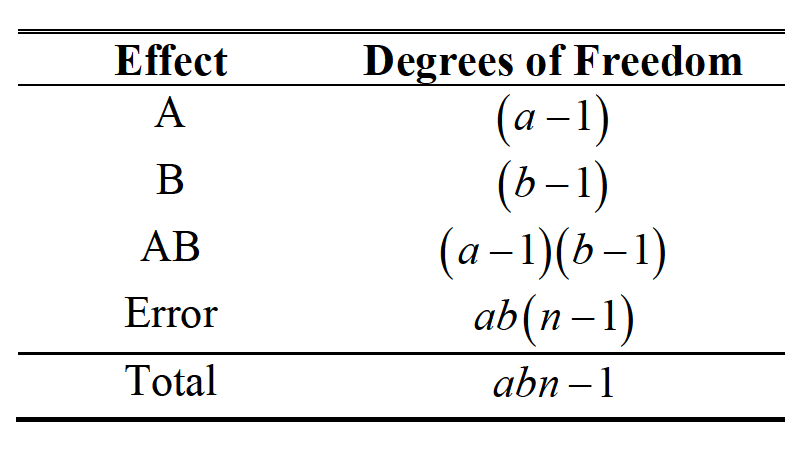 Effect Degrees of Freedom
A (a − 1)
B (b − 1)
AB (a − 1)(b − 1)
Error ab(n − 1)
Total abn − 1